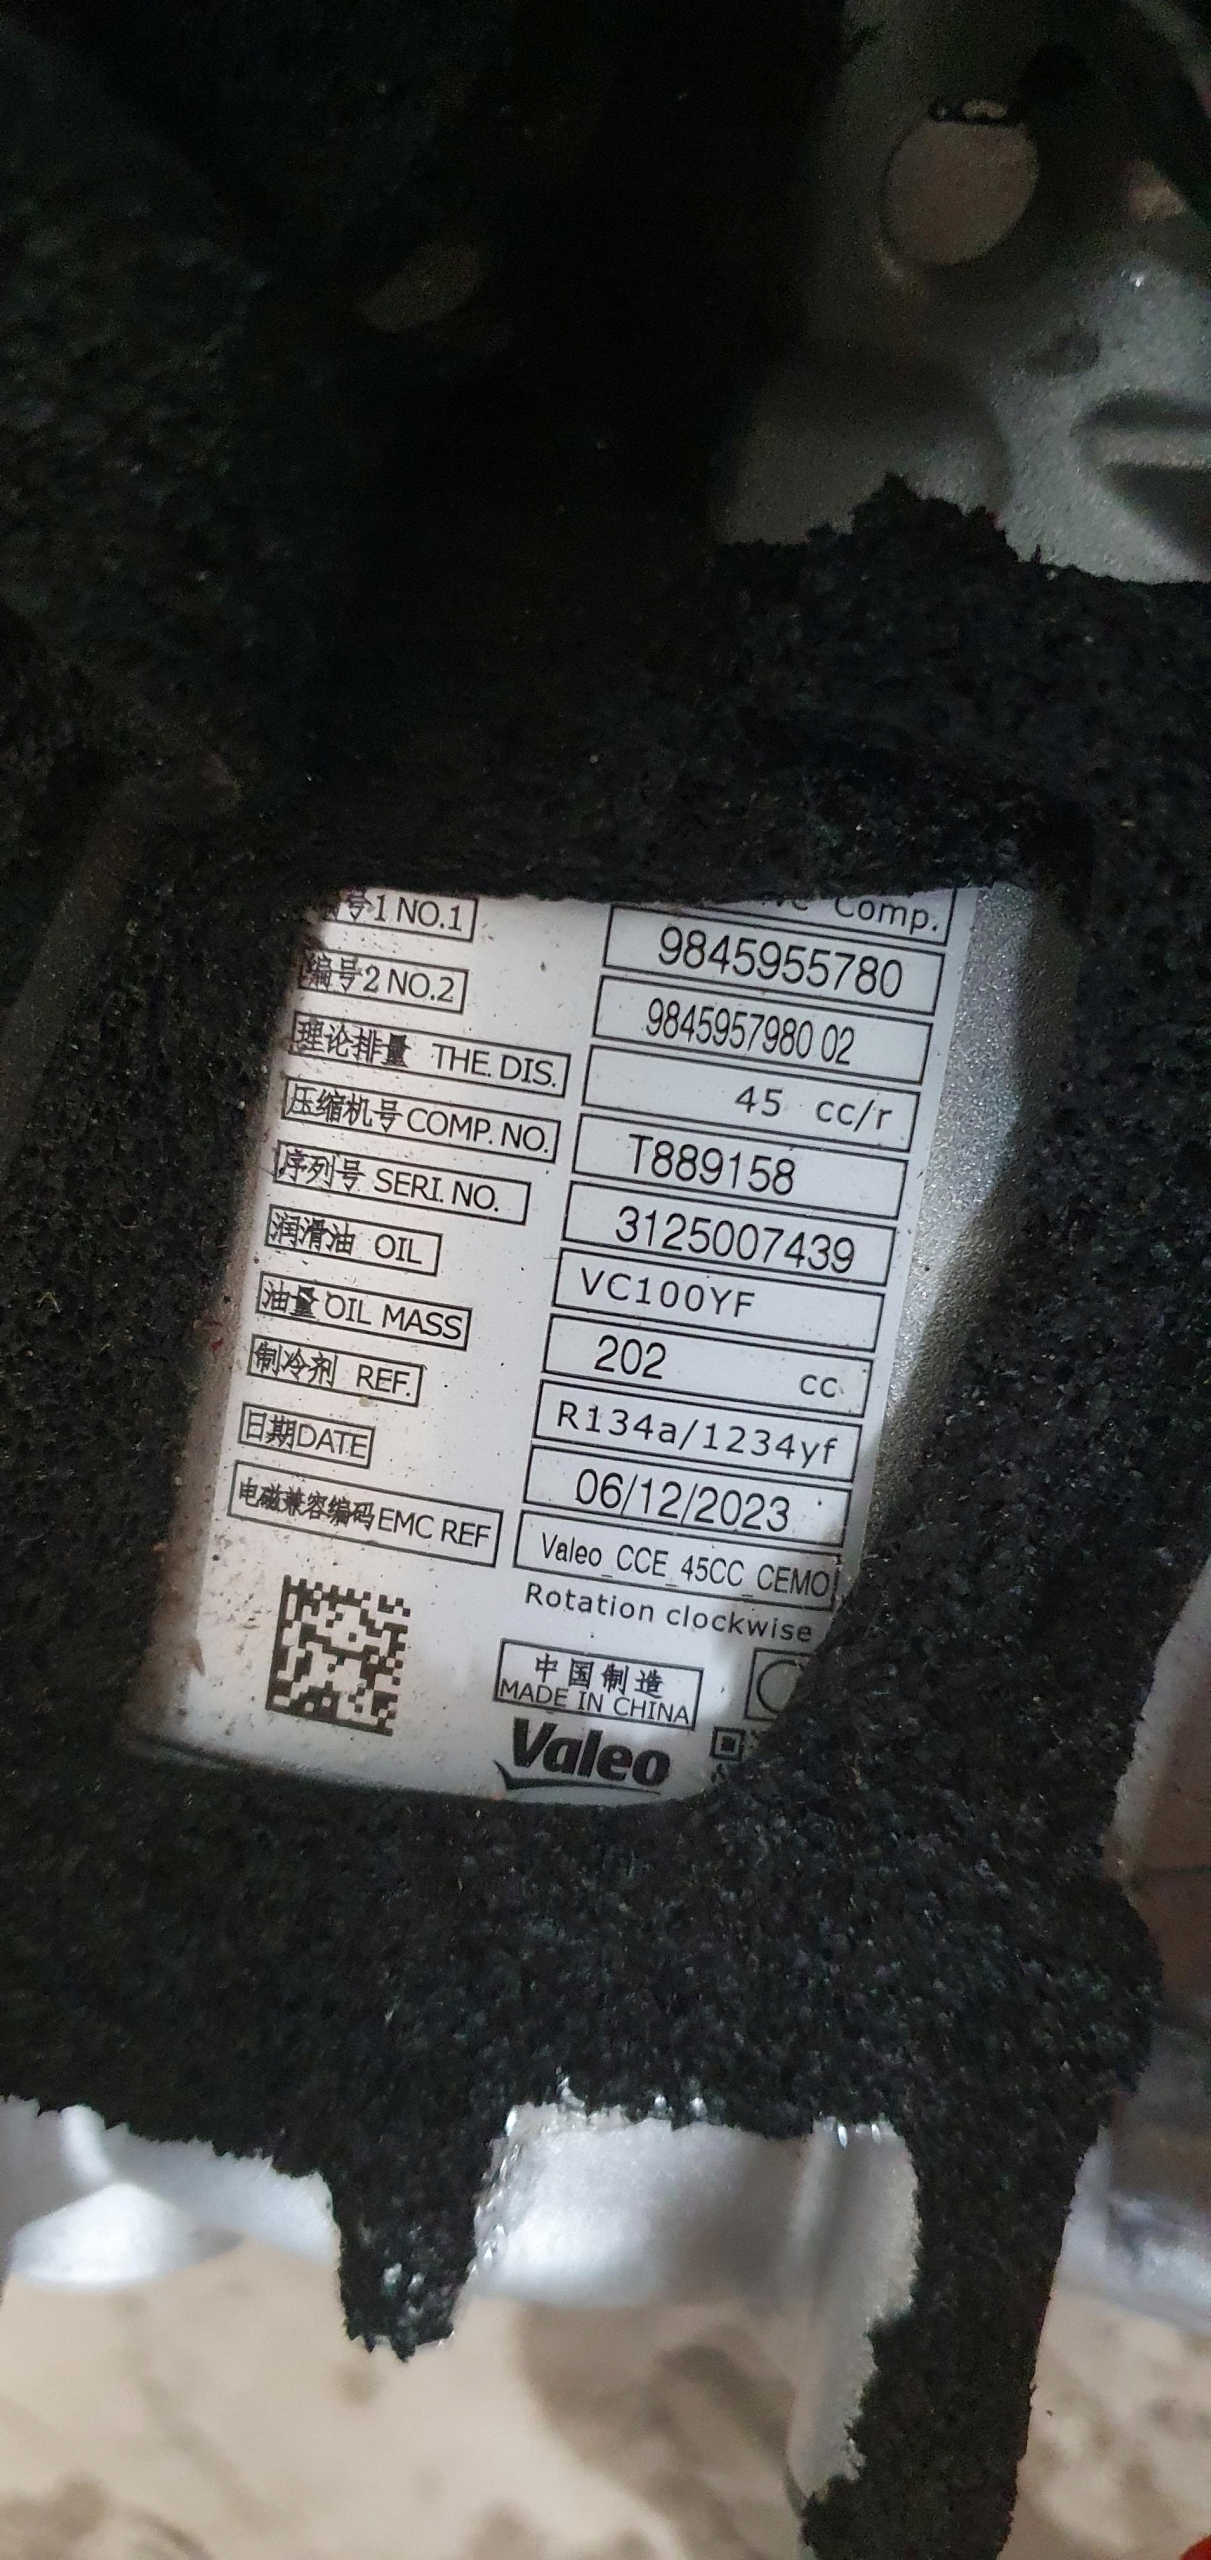 Comp.
号1 NO.1 9845955780
编号2 NO.2 9845957980 02
理论排量 THE. DIS. 45 cc/r
压缩机号 COMP. NO. T889158
序列号 SERI. NO. 3125007439
润滑油 OIL VC100YF
油量 OIL MASS 202 cc
制冷剂 REF. R134a/1234yf
日期DATE 06/12/2023
电磁兼容编码 EMC REF Valeo_CCE_45CC_CEMO
Rotation clockwise
中国制造
MADE IN CHINA
Valeo